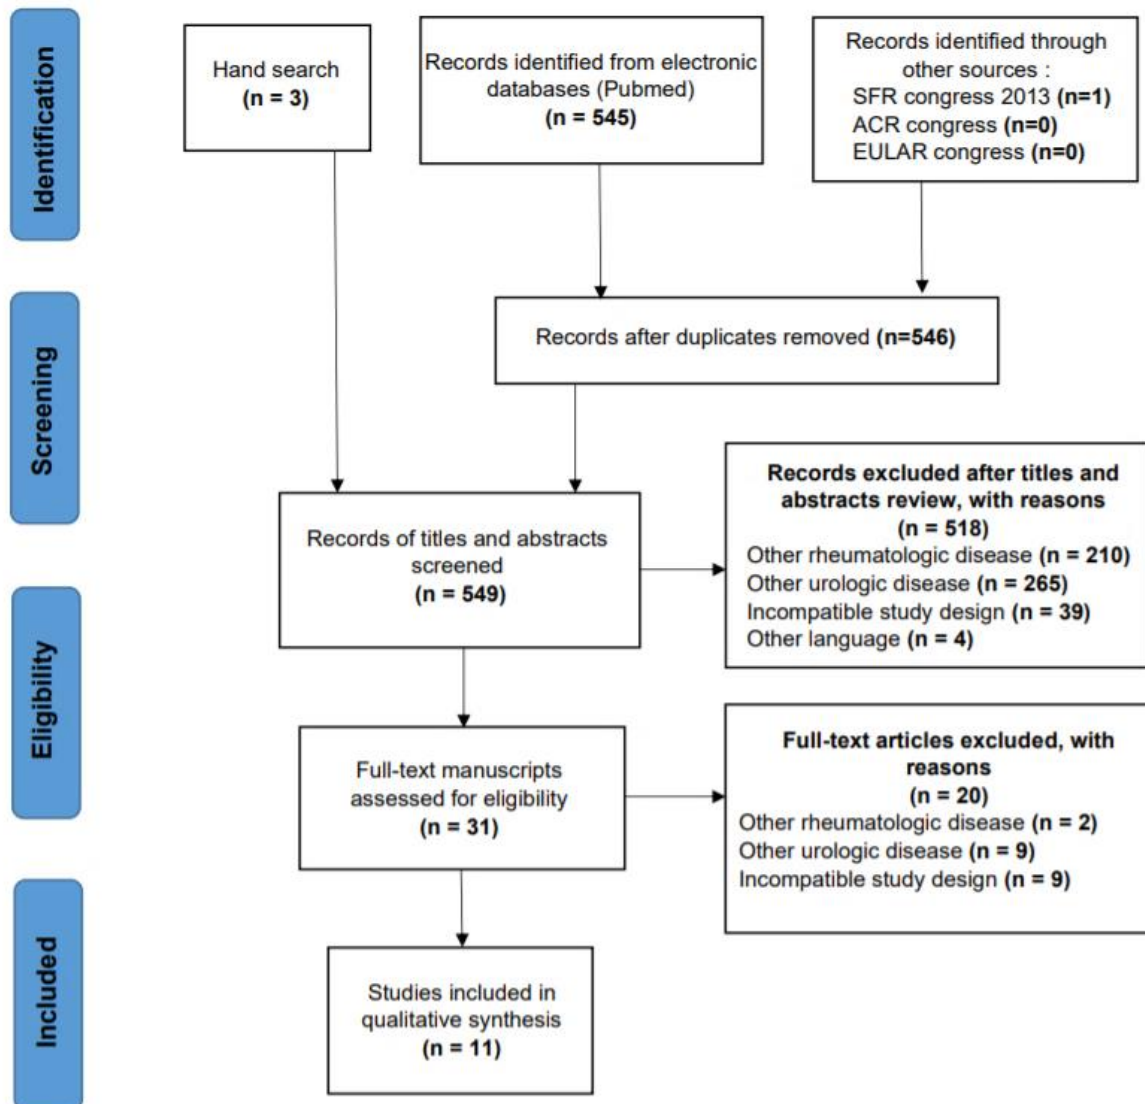 Identification
Hand search
(n = 3)
Records identified from electronic
databases (Pubmed)
(n = 545)
Records identified through
other sources :
SFR congress 2013 (n=1)
ACR congress (n=0)
EULAR congress (n=0)
Screening
Records after duplicates removed (n=546)
Records of titles and abstracts
screened
(n = 549)
Records excluded after titles and
abstracts review, with reasons
(n = 518)
Other rheumatologic disease (n = 210)
Other urologic disease (n = 265)
Incompatible study design (n = 39)
Other language (n = 4)
Eligibility
Full-text manuscripts
assessed for eligibility
(n = 31)
Full-text articles excluded, with
reasons
(n = 20)
Other rheumatologic disease (n = 2)
Other urologic disease (n = 9)
Incompatible study design (n = 9)
Included
Studies included in
qualitative synthesis
(n = 11)